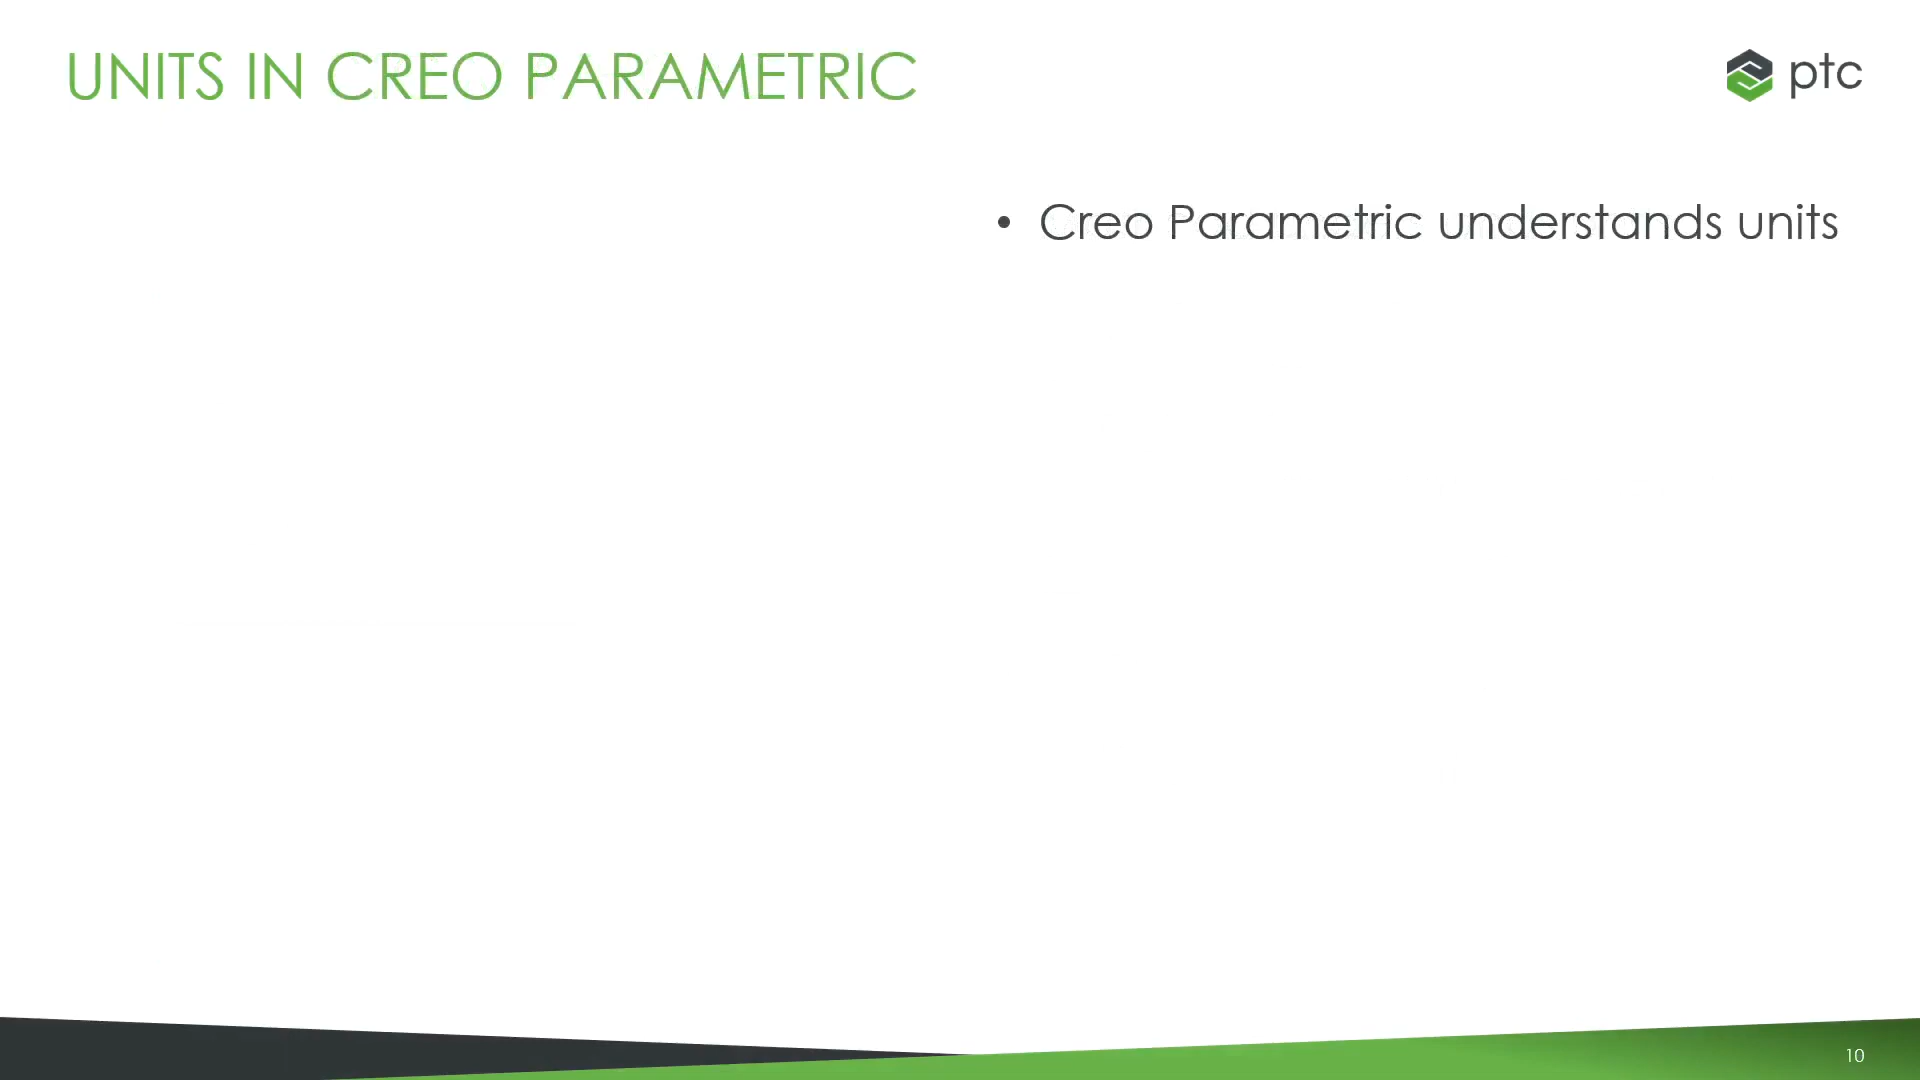 UNITS IN CREO PARAMETRIC
ptc
• Creo Parametric understands units
10